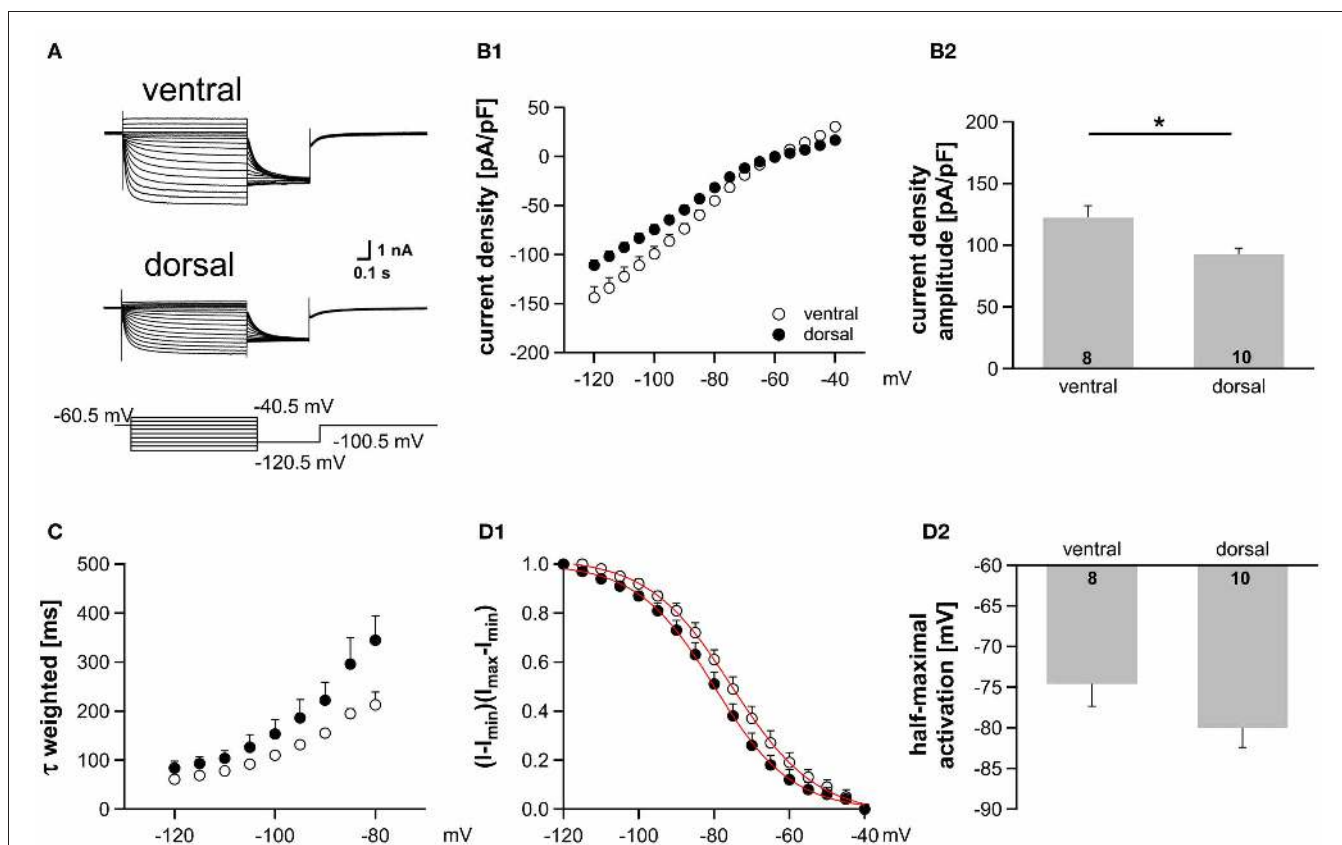 A
ventral
dorsal
1 nA
0.1 s
-60.5 mV
-40.5 mV
-100.5 mV
-120.5 mV
B1
current density [pA/pF]
50
0
-50
-100
-150
-200
ventral
dorsal
-120 -100 -80 -60 -40 mV
B2
current density
amplitude [pA/pF]
200
150
100
50
0
*
8 10
ventral dorsal
C
τ weighted [ms]
500
400
300
200
100
0
-120 -100 -80 mV
D1
(I-Imin)(Imax-Imin)
1.0
0.8
0.6
0.4
0.2
0.0
-120 -100 -80 -60 -40 mV
D2
ventral dorsal
8 10
half-maximal
activation [mV]
-60
-65
-70
-75
-80
-85
-90